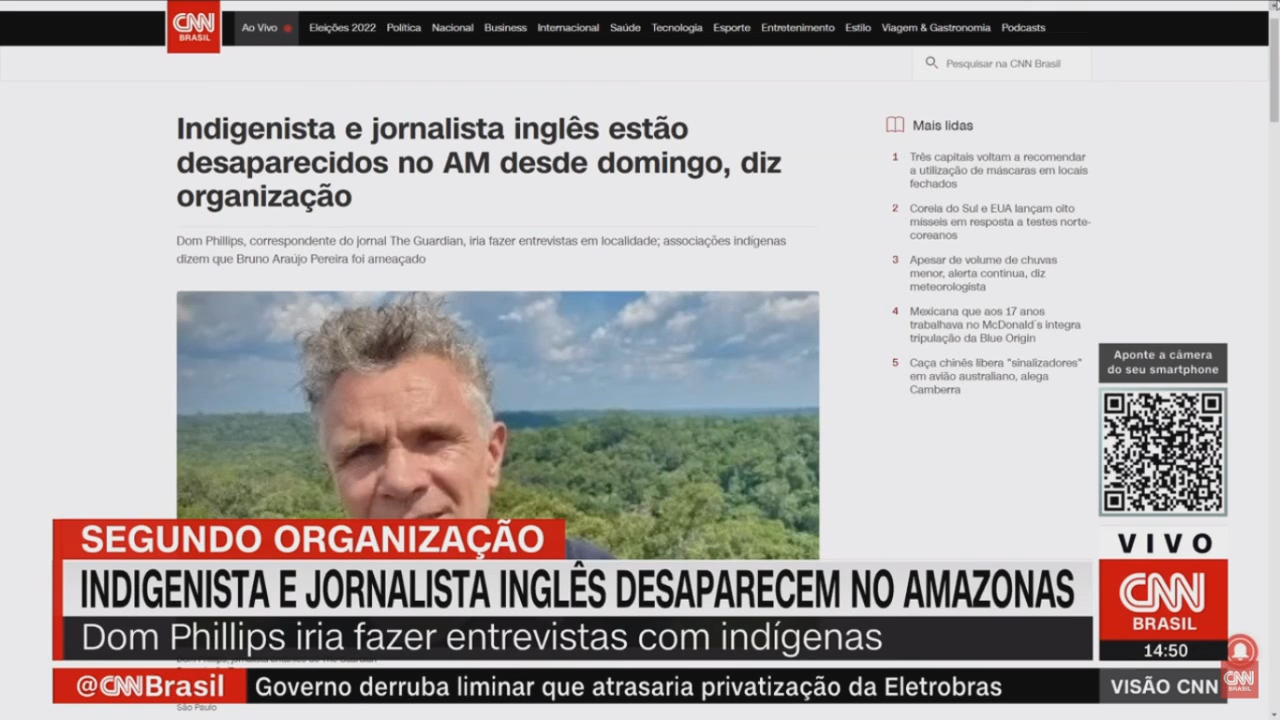 CNN
BRASIL
Ao Vivo
Eleições 2022
Política
Nacional
Business
Internacional
Saúde
Tecnologia
Esporte
Entretenimento
Estilo
Viagem & Gastronomia
Podcasts
Pesquisar na CNN Brasil
Indigenista e jornalista inglês estão
desaparecidos no AM desde domingo, diz
organização
Dom Phillips, correspondente do jornal The Guardian, iria fazer entrevistas em localidade; associações indígenas
dizem que Bruno Araújo Pereira foi ameaçado
Mais lidas
1 Três capitais voltam a recomendar
a utilização de máscaras em locais
fechados
2 Coreia do Sul e EUA lançam oito
mísseis em resposta a testes norte-
coreanos
3 Apesar de volume de chuvas
menor, alerta continua, diz
meteorologista
4 Mexicana que aos 17 anos
trabalhava no McDonald´s integra
tripulação da Blue Origin
5 Caça chinês libera "sinalizadores"
em avião australiano, alega
Camberra
Aponte a câmera
do seu smartphone
SEGUNDO ORGANIZAÇÃO
INDIGENISTA E JORNALISTA INGLÊS DESAPARECEM NO AMAZONAS
Dom Phillips iria fazer entrevistas com indígenas
VIVO
CNN
BRASIL
14:50
@CNNBrasil
Governo derruba liminar que atrasaria privatização da Eletrobras
VISÃO CNN
CNN
BRASIL
São Paulo